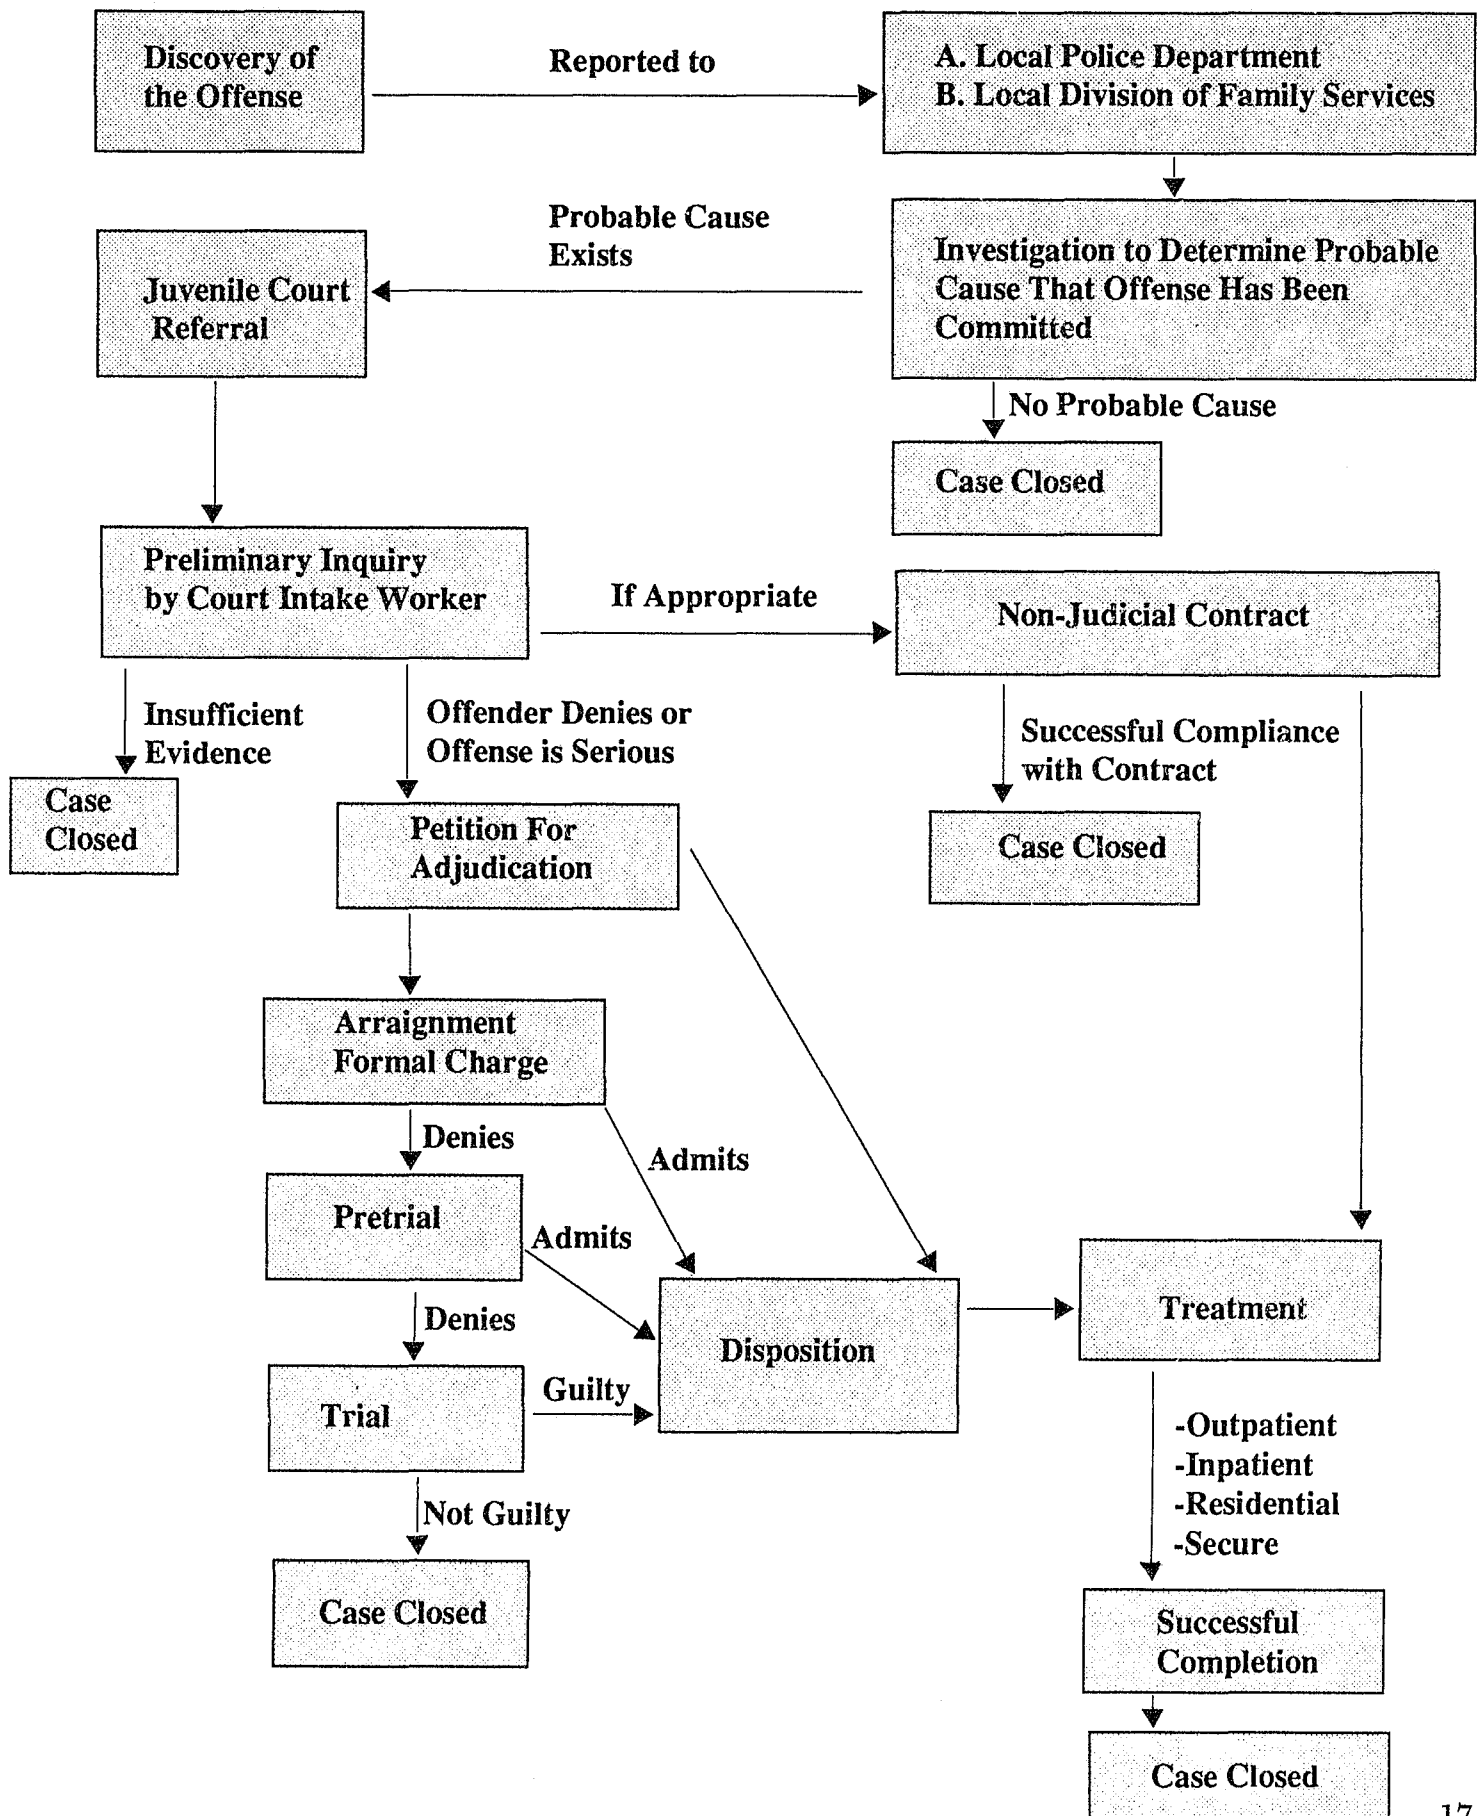 Discovery of
the Offense
Reported to
A. Local Police Department
B. Local Division of Family Services
Probable Cause
Exists
Juvenile Court
Referral
Investigation to Determine Probable
Cause That Offense Has Been
Committed
No Probable Cause
Case Closed
Preliminary Inquiry
by Court Intake Worker
If Appropriate
Non-Judicial Contract
Insufficient
Evidence
Offender Denies or
Offense is Serious
Successful Compliance
with Contract
Case
Closed
Petition For
Adjudication
Case Closed
Arraignment
Formal Charge
Denies
Admits
Pretrial
Admits
Denies
Disposition
Treatment
Trial
Guilty
-Outpatient
-Inpatient
-Residential
-Secure
Not Guilty
Case Closed
Successful
Completion
Case Closed
17